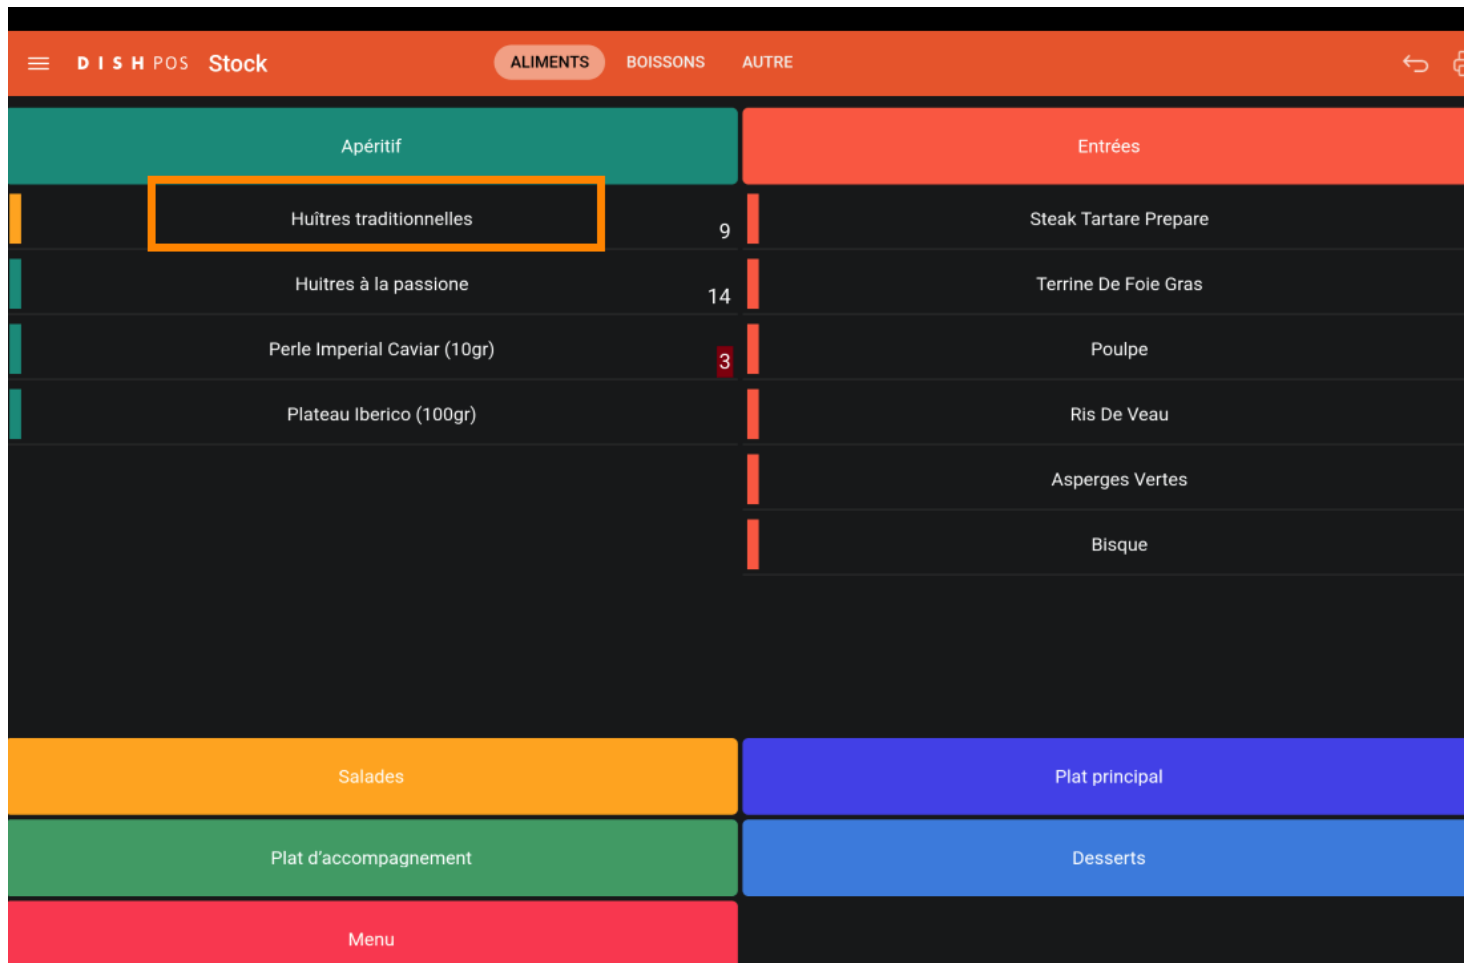 DISH POS Stock ALIMENTS BOISSONS AUTRE
Apéritif
Huîtres traditionnelles 9
Huitres à la passione 14
Perle Imperial Caviar (10gr) 3
Plateau Iberico (100gr)
Entrées
Steak Tartare Prepare
Terrine De Foie Gras
Poulpe
Ris De Veau
Asperges Vertes
Bisque
Salades
Plat principal
Plat d'accompagnement
Desserts
Menu